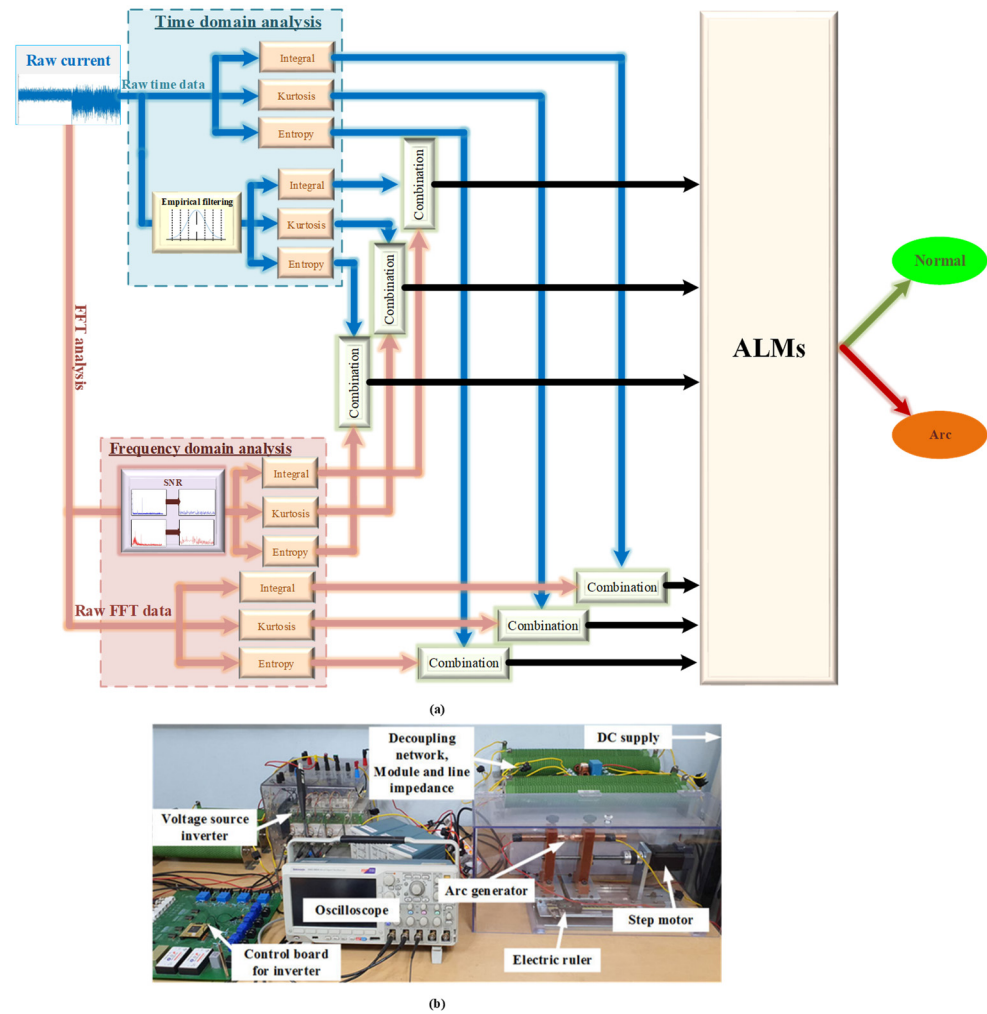 Time domain analysis
Raw current
Raw time data
Integral
Kurtosis
Entropy
Empirical filtering
Integral
Kurtosis
Entropy
Combination
Combination
Combination
FFT analysis
ALMs
Normal
Arc
Frequency domain analysis
SNR
Integral
Kurtosis
Entropy
Raw FFT data
Integral
Kurtosis
Entropy
Combination
Combination
Combination
(a)
Decoupling
network,
Module and line
impedance
DC supply
Voltage source
inverter
Oscilloscope
Arc generator
Step motor
Control board
for inverter
Electric ruler
(b)